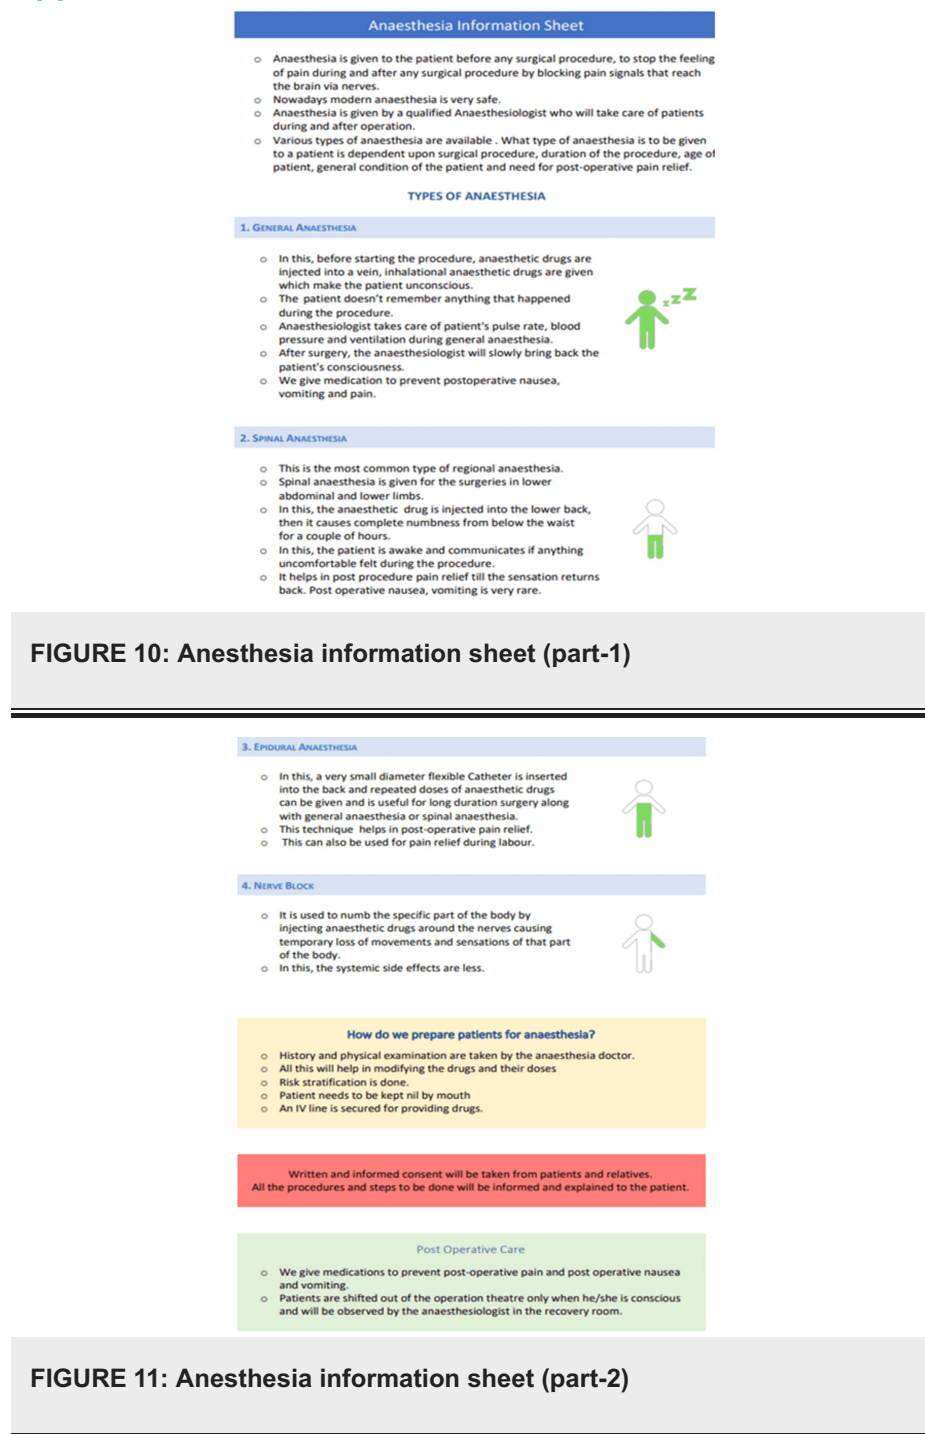 Anaesthesia Information Sheet
o Anaesthesia is given to the patient before any surgical procedure, to stop the feeling
of pain during and after any surgical procedure by blocking pain signals that reach
the brain via nerves.
o Nowadays modern anaesthesia is very safe.
o Anaesthesia is given by a qualified Anaesthesiologist who will take care of patients
during and after operation.
o Various types of anaesthesia are available . What type of anaesthesia is to be given
to a patient is dependent upon surgical procedure, duration of the procedure, age of
patient, general condition of the patient and need for post-operative pain relief.
TYPES OF ANAESTHESIA
1. GENERAL ANAESTHESIA
o In this, before starting the procedure, anaesthetic drugs are
injected into a vein, inhalational anaesthetic drugs are given
which make the patient unconscious.
o The patient doesn't remember anything that happened
during the procedure.
o Anaesthesiologist takes care of patient's pulse rate, blood
pressure and ventilation during general anaesthesia.
o After surgery, the anaesthesiologist will slowly bring back the
patient's consciousness.
o We give medication to prevent postoperative nausea,
vomiting and pain.
z z Z
2. SPINAL ANAESTHESIA
o This is the most common type of regional anaesthesia.
o Spinal anaesthesia is given for the surgeries in lower
abdominal and lower limbs.
o In this, the anaesthetic drug is injected into the lower back,
then it causes complete numbness from below the waist
for a couple of hours.
o In this, the patient is awake and communicates if anything
uncomfortable felt during the procedure.
o It helps in post procedure pain relief till the sensation returns
back. Post operative nausea, vomiting is very rare.
FIGURE 10: Anesthesia information sheet (part-1)
3. EPIDURAL ANAESTHESIA
o In this, a very small diameter flexible Catheter is inserted
into the back and repeated doses of anaesthetic drugs
can be given and is useful for long duration surgery along
with general anaesthesia or spinal anaesthesia.
o This technique helps in post-operative pain relief.
o This can also be used for pain relief during labour.
4. NERVE BLOCK
o It is used to numb the specific part of the body by
injecting anaesthetic drugs around the nerves causing
temporary loss of movements and sensations of that part
of the body.
o In this, the systemic side effects are less.
How do we prepare patients for anaesthesia?
o History and physical examination are taken by the anaesthesia doctor.
o All this will help in modifying the drugs and their doses
o Risk stratification is done.
o Patient needs to be kept nil by mouth
o An IV line is secured for providing drugs.
Written and informed consent will be taken from patients and relatives.
All the procedures and steps to be done will be informed and explained to the patient.
Post Operative Care
o We give medications to prevent post-operative pain and post operative nausea
and vomiting.
o Patients are shifted out of the operation theatre only when he/she is conscious
and will be observed by the anaesthesiologist in the recovery room.
FIGURE 11: Anesthesia information sheet (part-2)